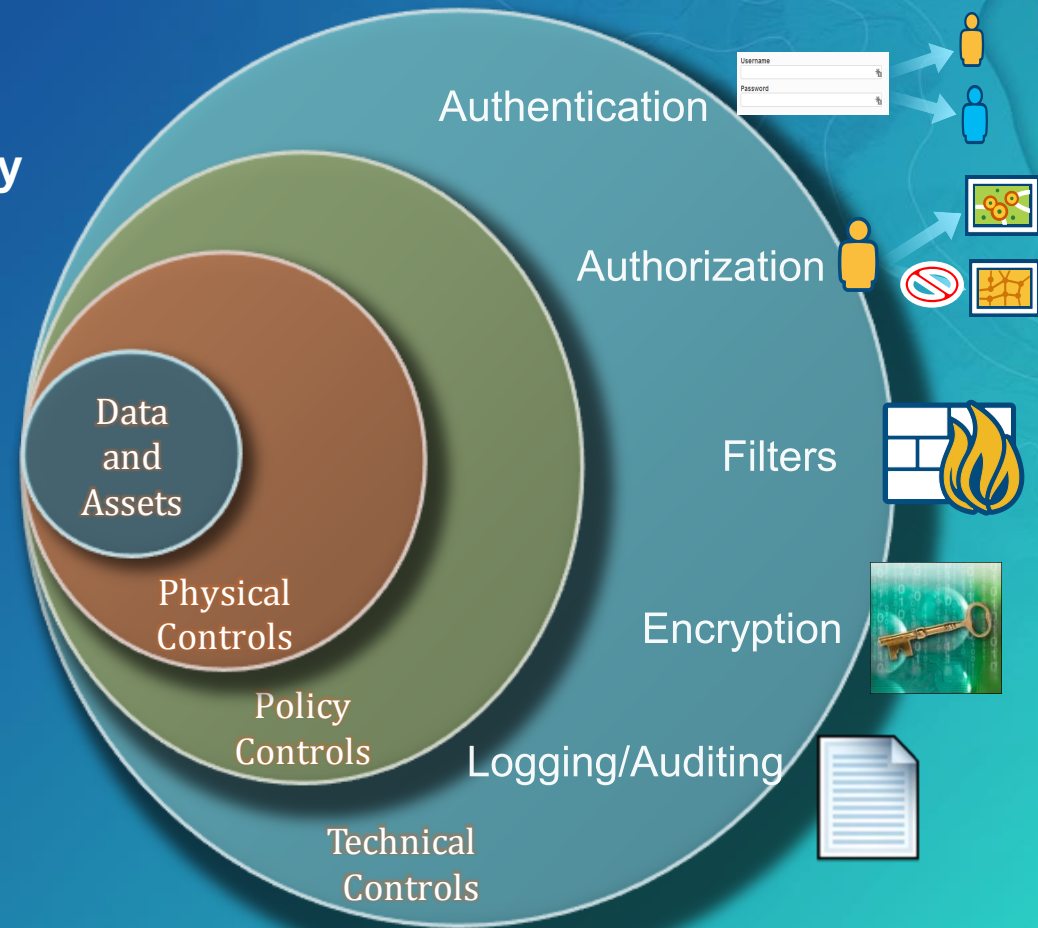 y
Authentication
Username
Password
Authorization
Data
and
Assets
Filters
Physical
Controls
Encryption
Policy
Controls
Logging/Auditing
Technical
Controls